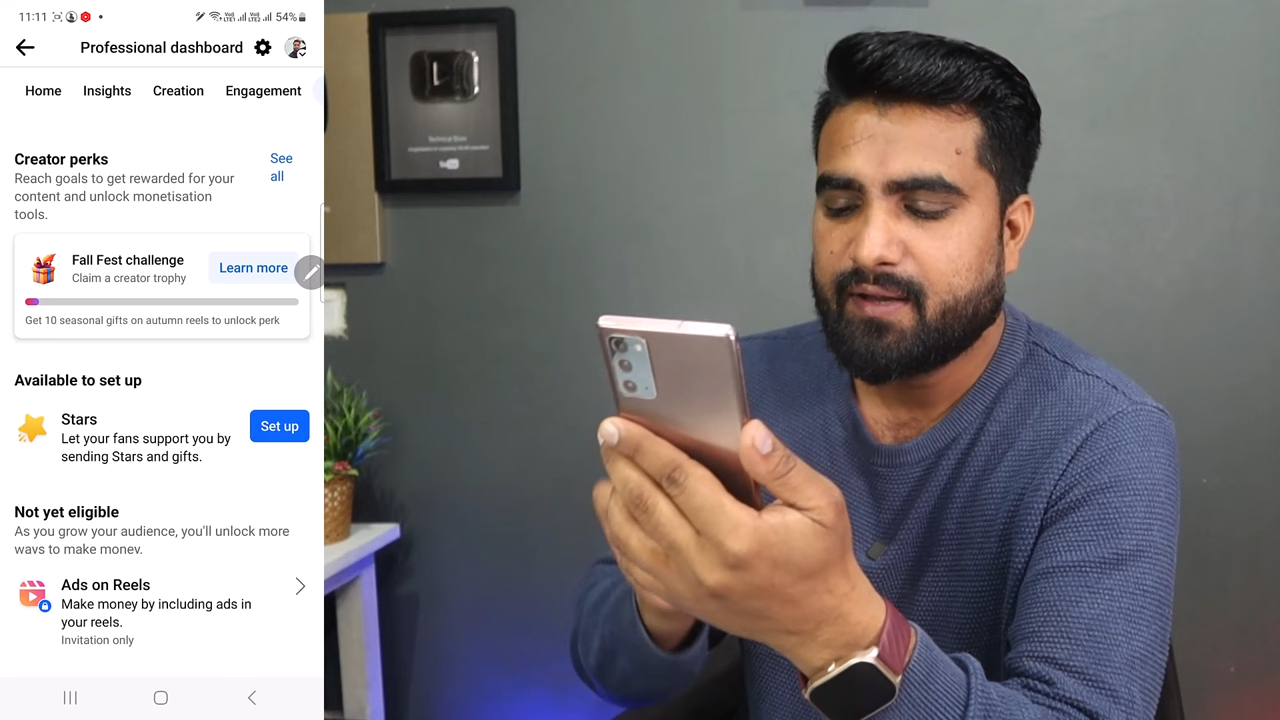 11:11
54%
Professional dashboard
Home Insights Creation Engagement
Creator perks
See all
Reach goals to get rewarded for your
content and unlock monetisation
tools.
Fall Fest challenge
Claim a creator trophy
Learn more
Get 10 seasonal gifts on autumn reels to unlock perk
Available to set up
Stars
Let your fans support you by
sending Stars and gifts.
Set up
Not yet eligible
As you grow your audience, you'll unlock more
ways to make money.
Ads on Reels
Make money by including ads in
your reels.
Invitation only